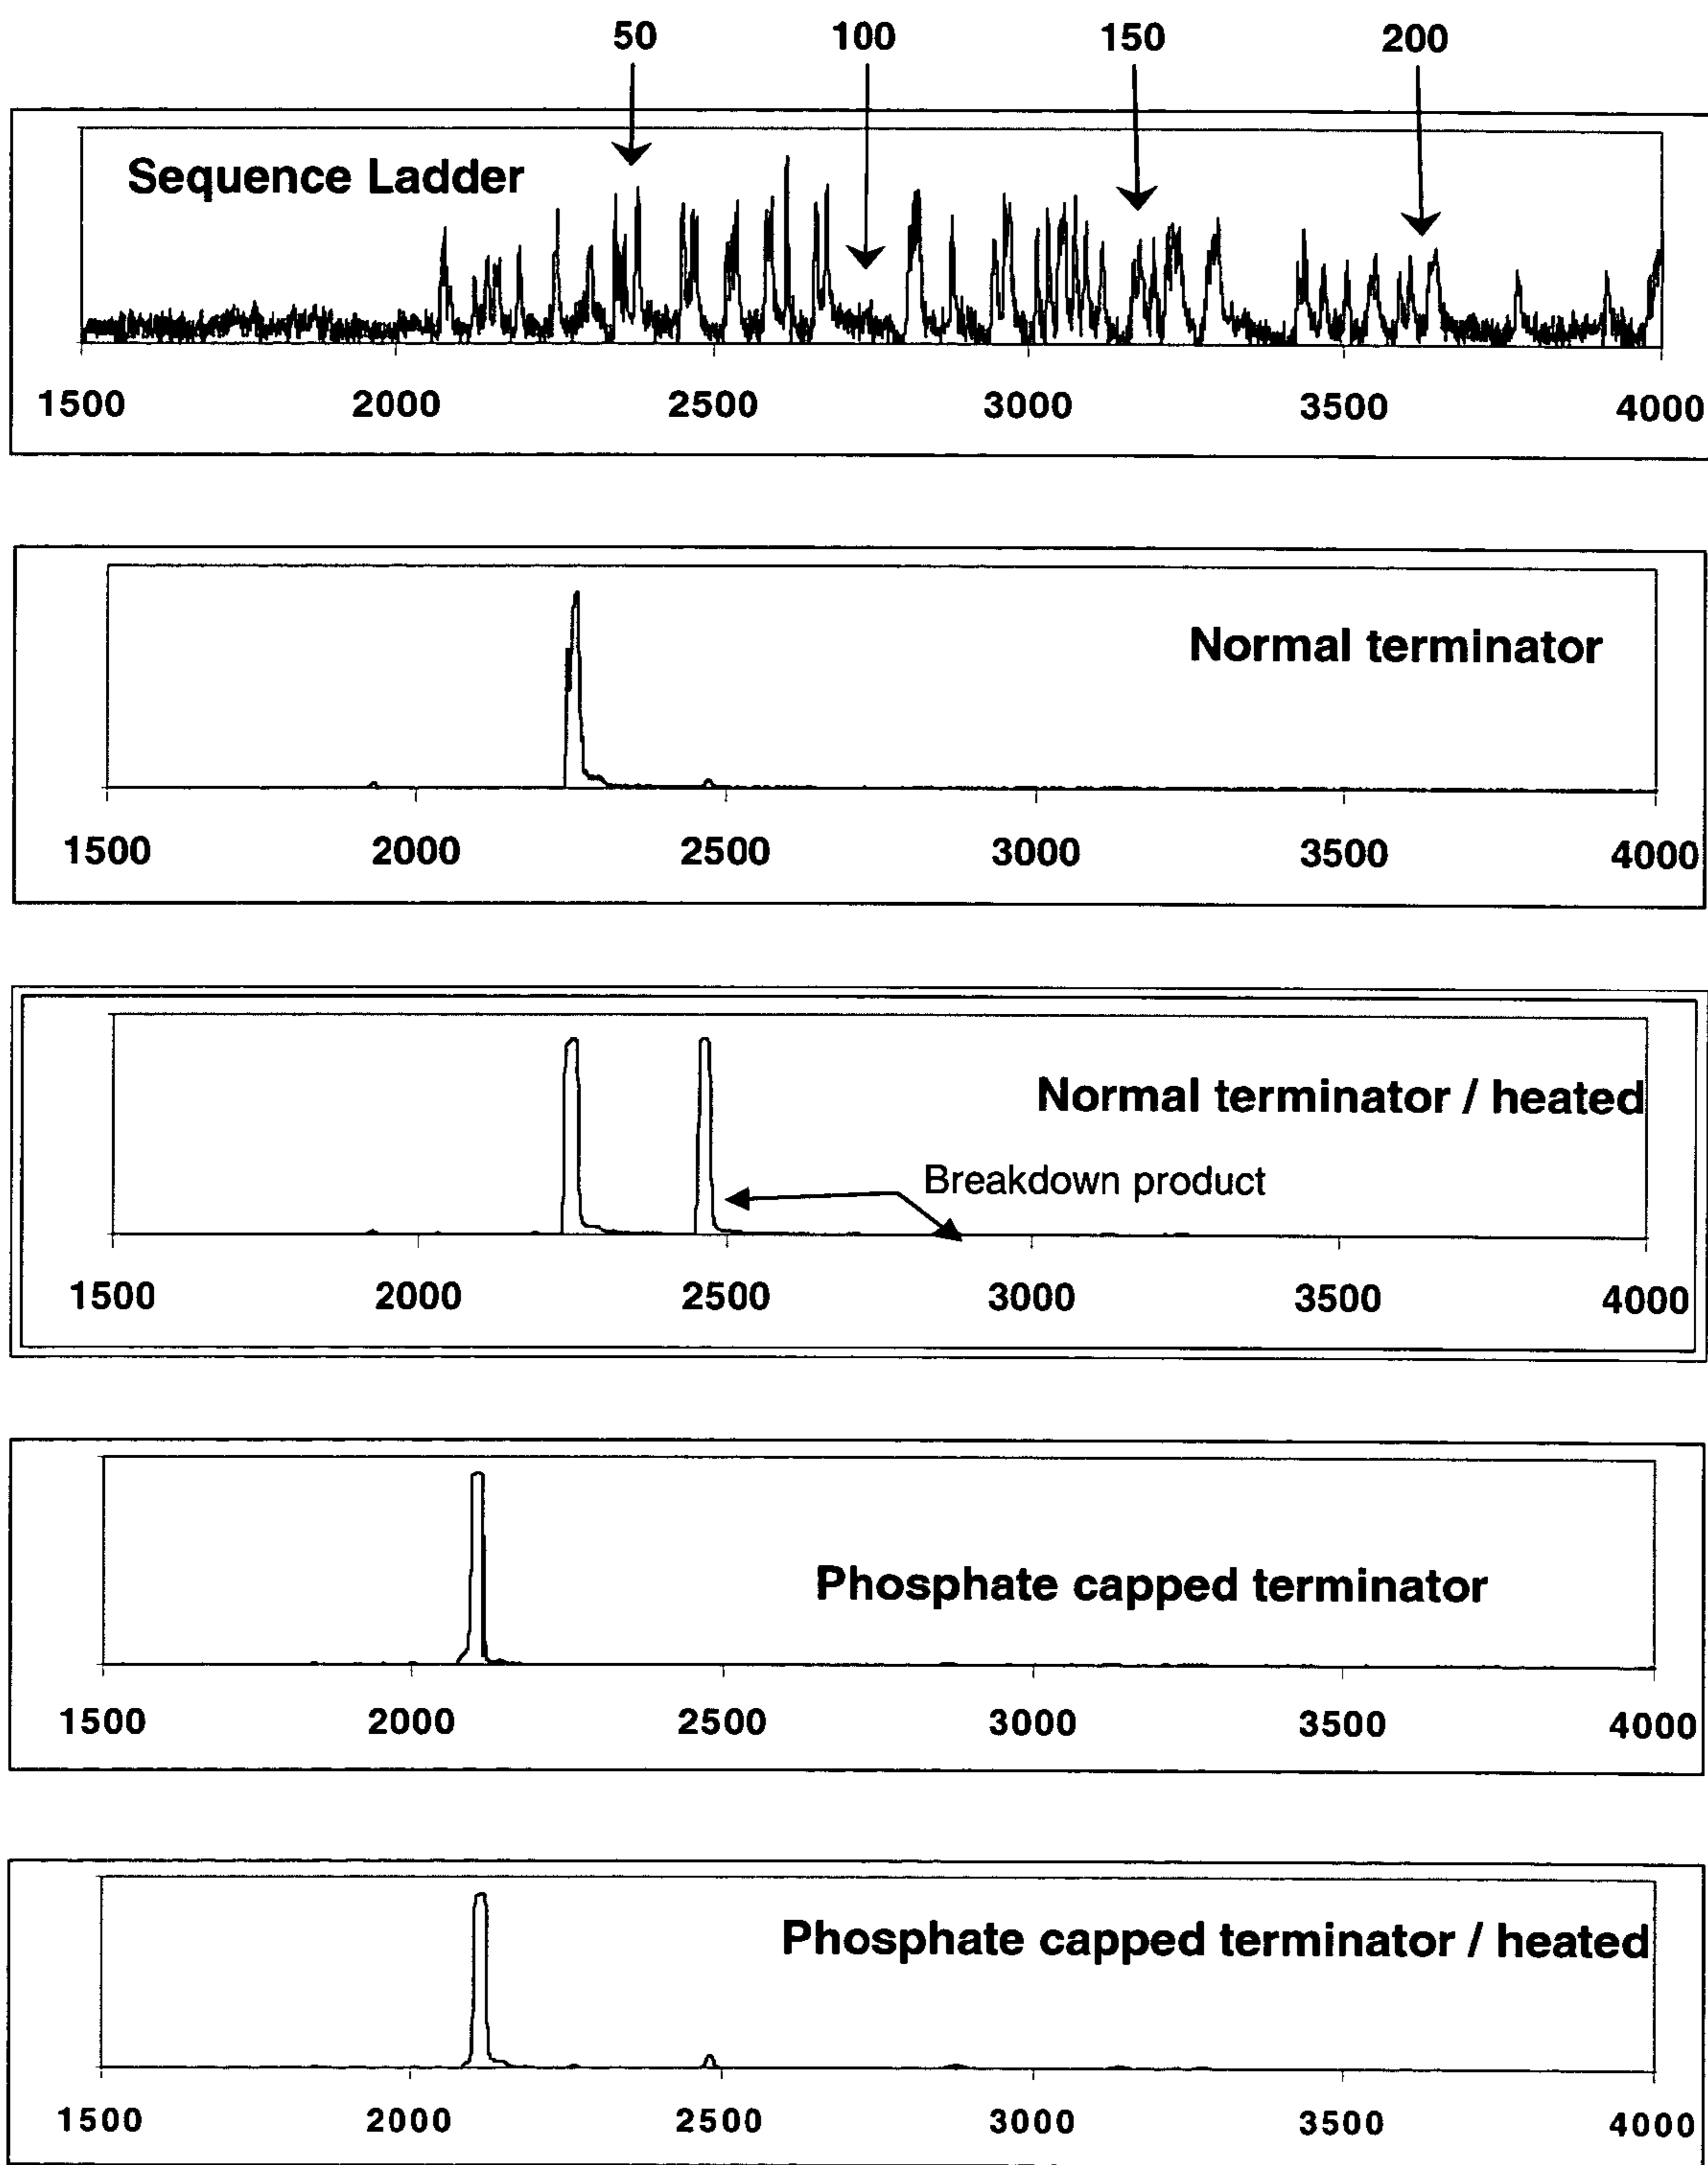 50 100 150 200
Sequence Ladder
1500 2000 2500 3000 3500 4000
Normal terminator
1500 2000 2500 3000 3500 4000
Normal terminator / heated
Breakdown product
1500 2000 2500 3000 3500 4000
Phosphate capped terminator
1500 2000 2500 3000 3500 4000
Phosphate capped terminator / heated
1500 2000 2500 3000 3500 4000